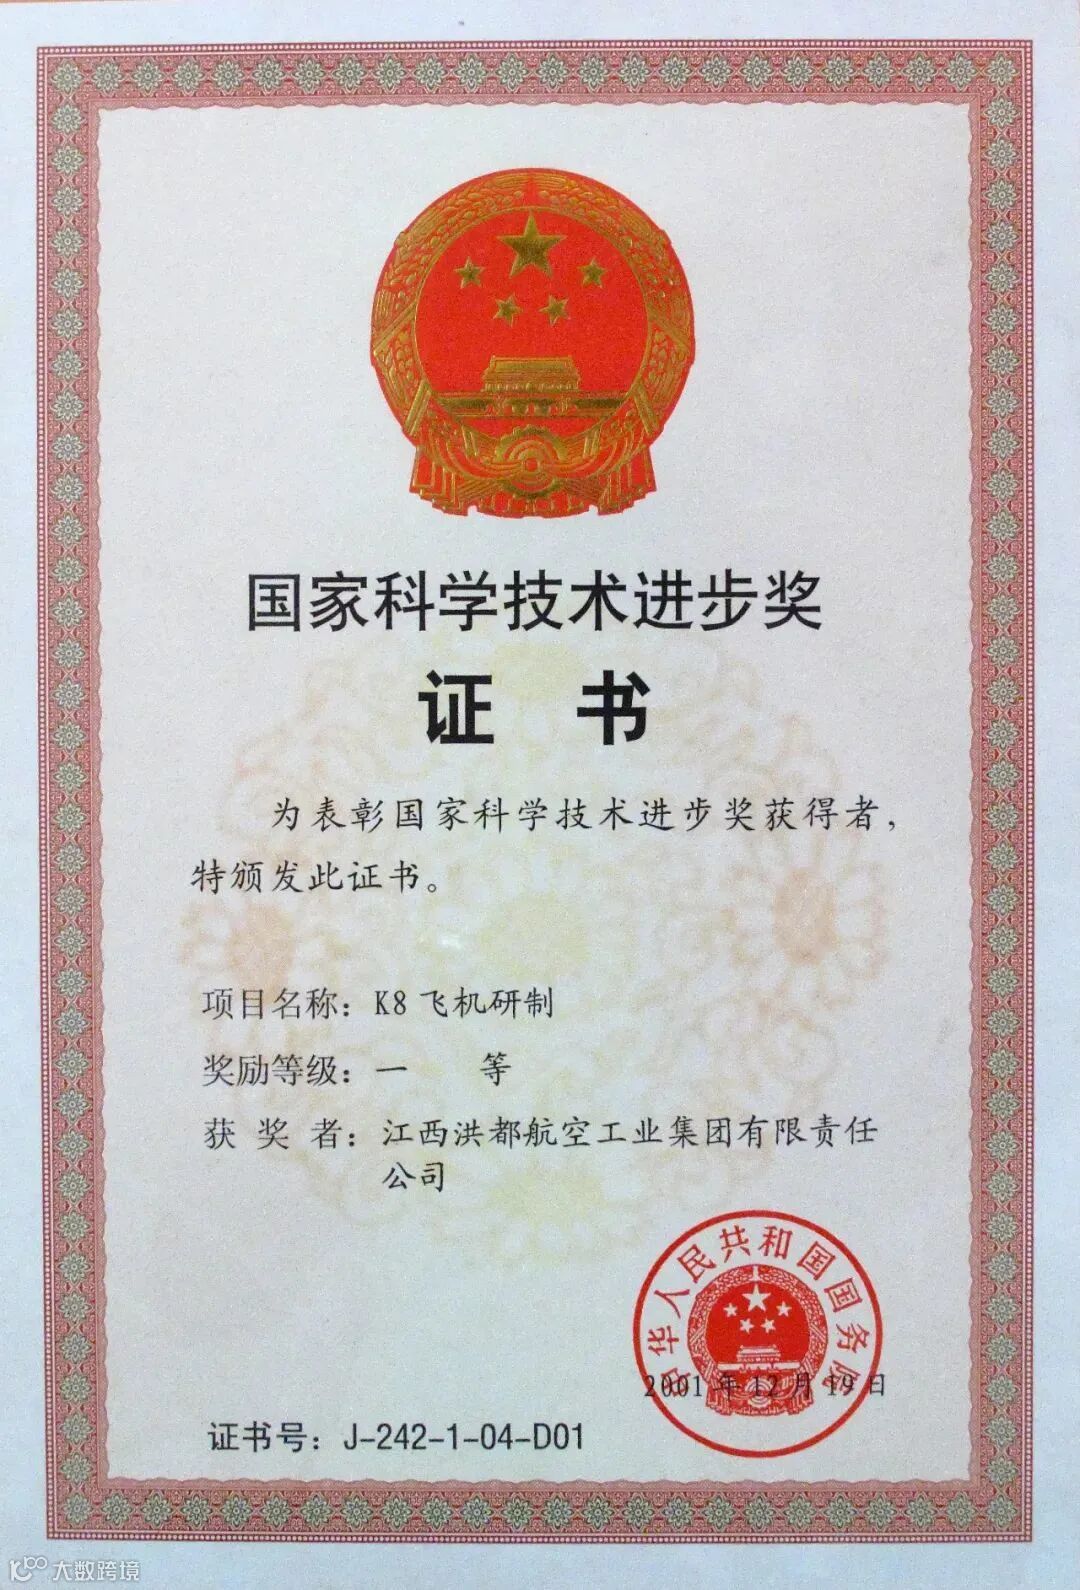 国家科学技术进步奖
证 书
为表彰国家科学技术进步奖获得者，
特颁发此证书。
项目名称：K8飞机研制
奖励等级：一 等
获 奖 者：江西洪都航空工业集团有限责任
公司
中华人民共和国国务院
2001年12月19日
证书号：J-242-1-04-D01
大数跨境